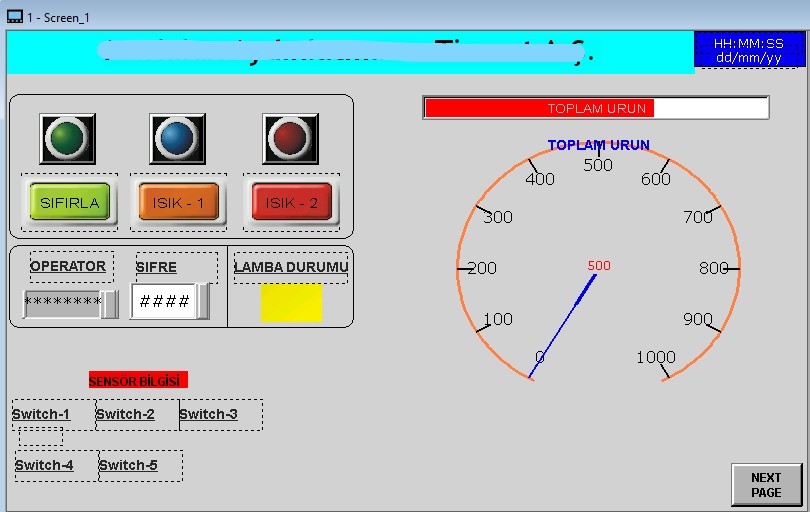 1 - Screen_1
A.Ş.
HH:MM:SS
dd/mm/yy
SIFIRLA
ISIK - 1
ISIK - 2
OPERATOR
SIFRE
LAMBA DURUMU
********
####
SENSÖR BİLGİSİ
Switch-1
Switch-2
Switch-3
Switch-4
Switch-5
TOPLAM URUN
TOPLAM URUN
500
400
600
300
700
200
500
800
100
900
0
1000
NEXT
PAGE